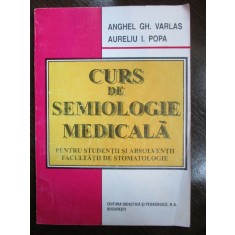 ANGHEL GH. VARLAS
AURELIU I. POPA
CURS
DE
SEMIOLOGIE
MEDICALĂ
PENTRU STUDENȚII ȘI ABSOLVENȚII
FACULTĂȚII DE STOMATOLOGIE
EDITURA DIDACTICĂ ȘI PEDAGOGICĂ, R.A.
BUCUREȘTI